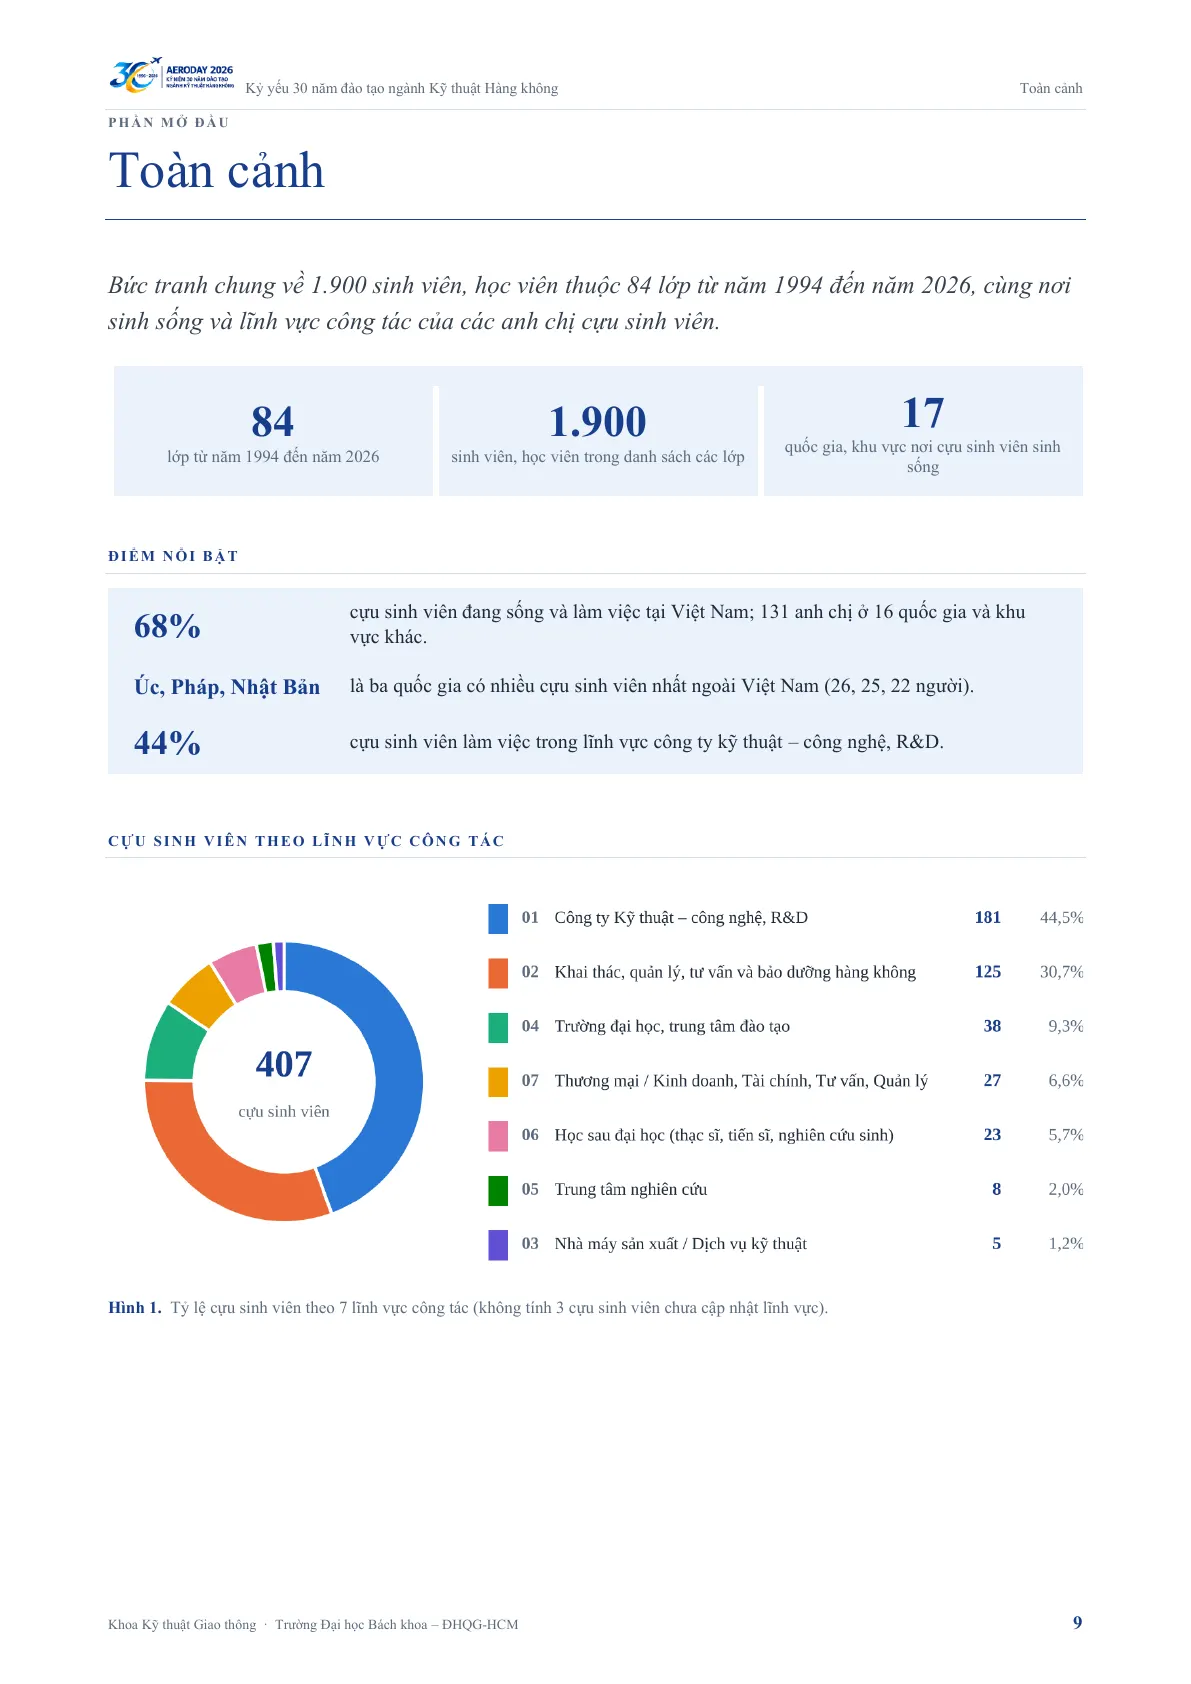 30
1996 - 2026
AERODAY 2026
KỶ NIỆM 30 NĂM ĐÀO TẠO
NGÀNH KỸ THUẬT HÀNG KHÔNG
Kỷ yếu 30 năm đào tạo ngành Kỹ thuật Hàng không
Toàn cảnh
PHẦN MỞ ĐẦU
Toàn cảnh
Bức tranh chung về 1.900 sinh viên, học viên thuộc 84 lớp từ năm 1994 đến năm 2026, cùng nơi
sinh sống và lĩnh vực công tác của các anh chị cựu sinh viên.
84
lớp từ năm 1994 đến năm 2026
1.900
sinh viên, học viên trong danh sách các lớp
17
quốc gia, khu vực nơi cựu sinh viên sinh
sống
ĐIỂM NỔI BẬT
68%
cựu sinh viên đang sống và làm việc tại Việt Nam; 131 anh chị ở 16 quốc gia và khu
vực khác.
Úc, Pháp, Nhật Bản
là ba quốc gia có nhiều cựu sinh viên nhất ngoài Việt Nam (26, 25, 22 người).
44%
cựu sinh viên làm việc trong lĩnh vực công ty kỹ thuật – công nghệ, R&D.
CỰU SINH VIÊN THEO LĨNH VỰC CÔNG TÁC
407
cựu sinh viên
01 Công ty Kỹ thuật – công nghệ, R&D 181 44,5%
02 Khai thác, quản lý, tư vấn và bảo dưỡng hàng không 125 30,7%
04 Trường đại học, trung tâm đào tạo 38 9,3%
07 Thương mại / Kinh doanh, Tài chính, Tư vấn, Quản lý 27 6,6%
06 Học sau đại học (thạc sĩ, tiến sĩ, nghiên cứu sinh) 23 5,7%
05 Trung tâm nghiên cứu 8 2,0%
03 Nhà máy sản xuất / Dịch vụ kỹ thuật 5 1,2%
Hình 1. Tỷ lệ cựu sinh viên theo 7 lĩnh vực công tác (không tính 3 cựu sinh viên chưa cập nhật lĩnh vực).
Khoa Kỹ thuật Giao thông · Trường Đại học Bách khoa – ĐHQG-HCM
9